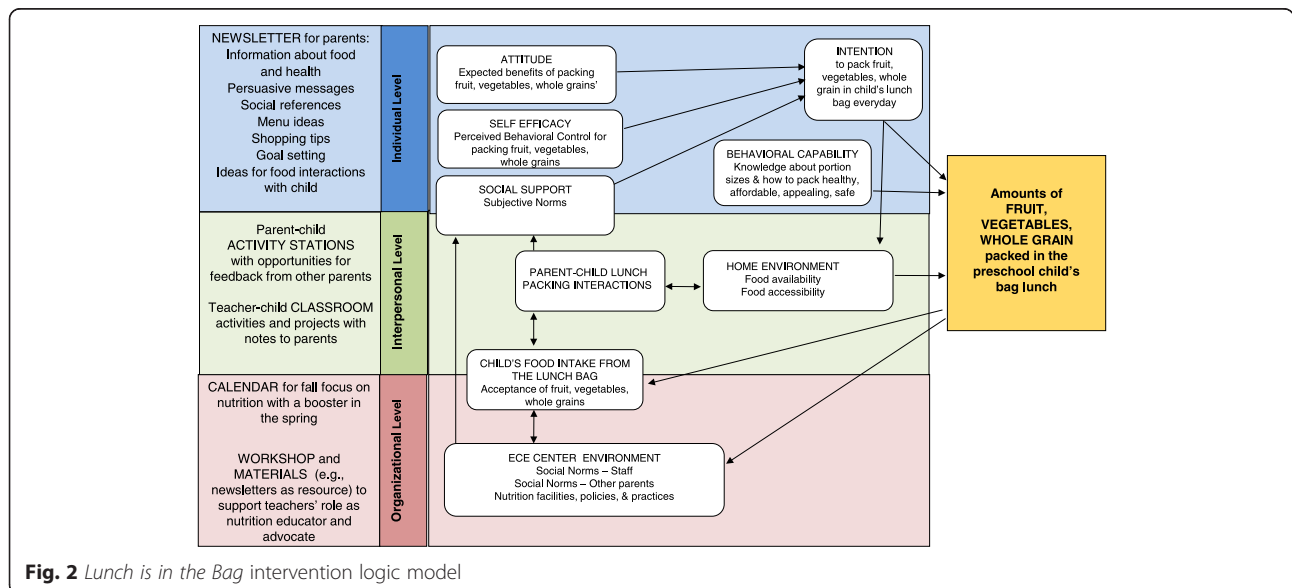 NEWSLETTER for parents:
Information about food
and health
Persuasive messages
Social references
Menu ideas
Shopping tips
Goal setting
Ideas for food interactions
with child
Individual Level
ATTITUDE
Expected benefits of packing
fruit, vegetables, whole grains’
SELF EFFICACY
Perceived Behavioral Control for
packing fruit, vegetables,
whole grains
SOCIAL SUPPORT
Subjective Norms
INTENTION
to pack fruit,
vegetables, whole
grain in child's lunch
bag everyday
BEHAVIORAL CAPABILITY
Knowledge about portion
sizes & how to pack healthy,
affordable, appealing, safe
Parent-child
ACTIVITY STATIONS
with opportunities for
feedback from other parents
Teacher-child CLASSROOM
activities and projects with
notes to parents
Interpersonal Level
PARENT-CHILD LUNCH
PACKING INTERACTIONS
HOME ENVIRONMENT
Food availability
Food accessibility
CHILD'S FOOD INTAKE FROM
THE LUNCH BAG
Acceptance of fruit, vegetables,
whole grains
CALENDAR for fall focus on
nutrition with a booster in
the spring
WORKSHOP and
MATERIALS (e.g.,
newsletters as resource) to
support teachers' role as
nutrition educator and
advocate
Organizational Level
ECE CENTER ENVIRONMENT
Social Norms – Staff
Social Norms – Other parents
Nutrition facilities, policies, & practices
Amounts of
FRUIT,
VEGETABLES,
WHOLE GRAIN
packed in the
preschool child's
bag lunch
Fig. 2 Lunch is in the Bag intervention logic model